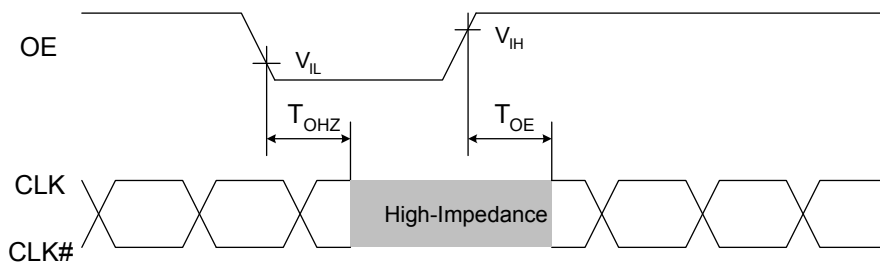 OE
V_IL
V_IH
T_OHZ
T_OE
CLK
High-Impedance
CLK#